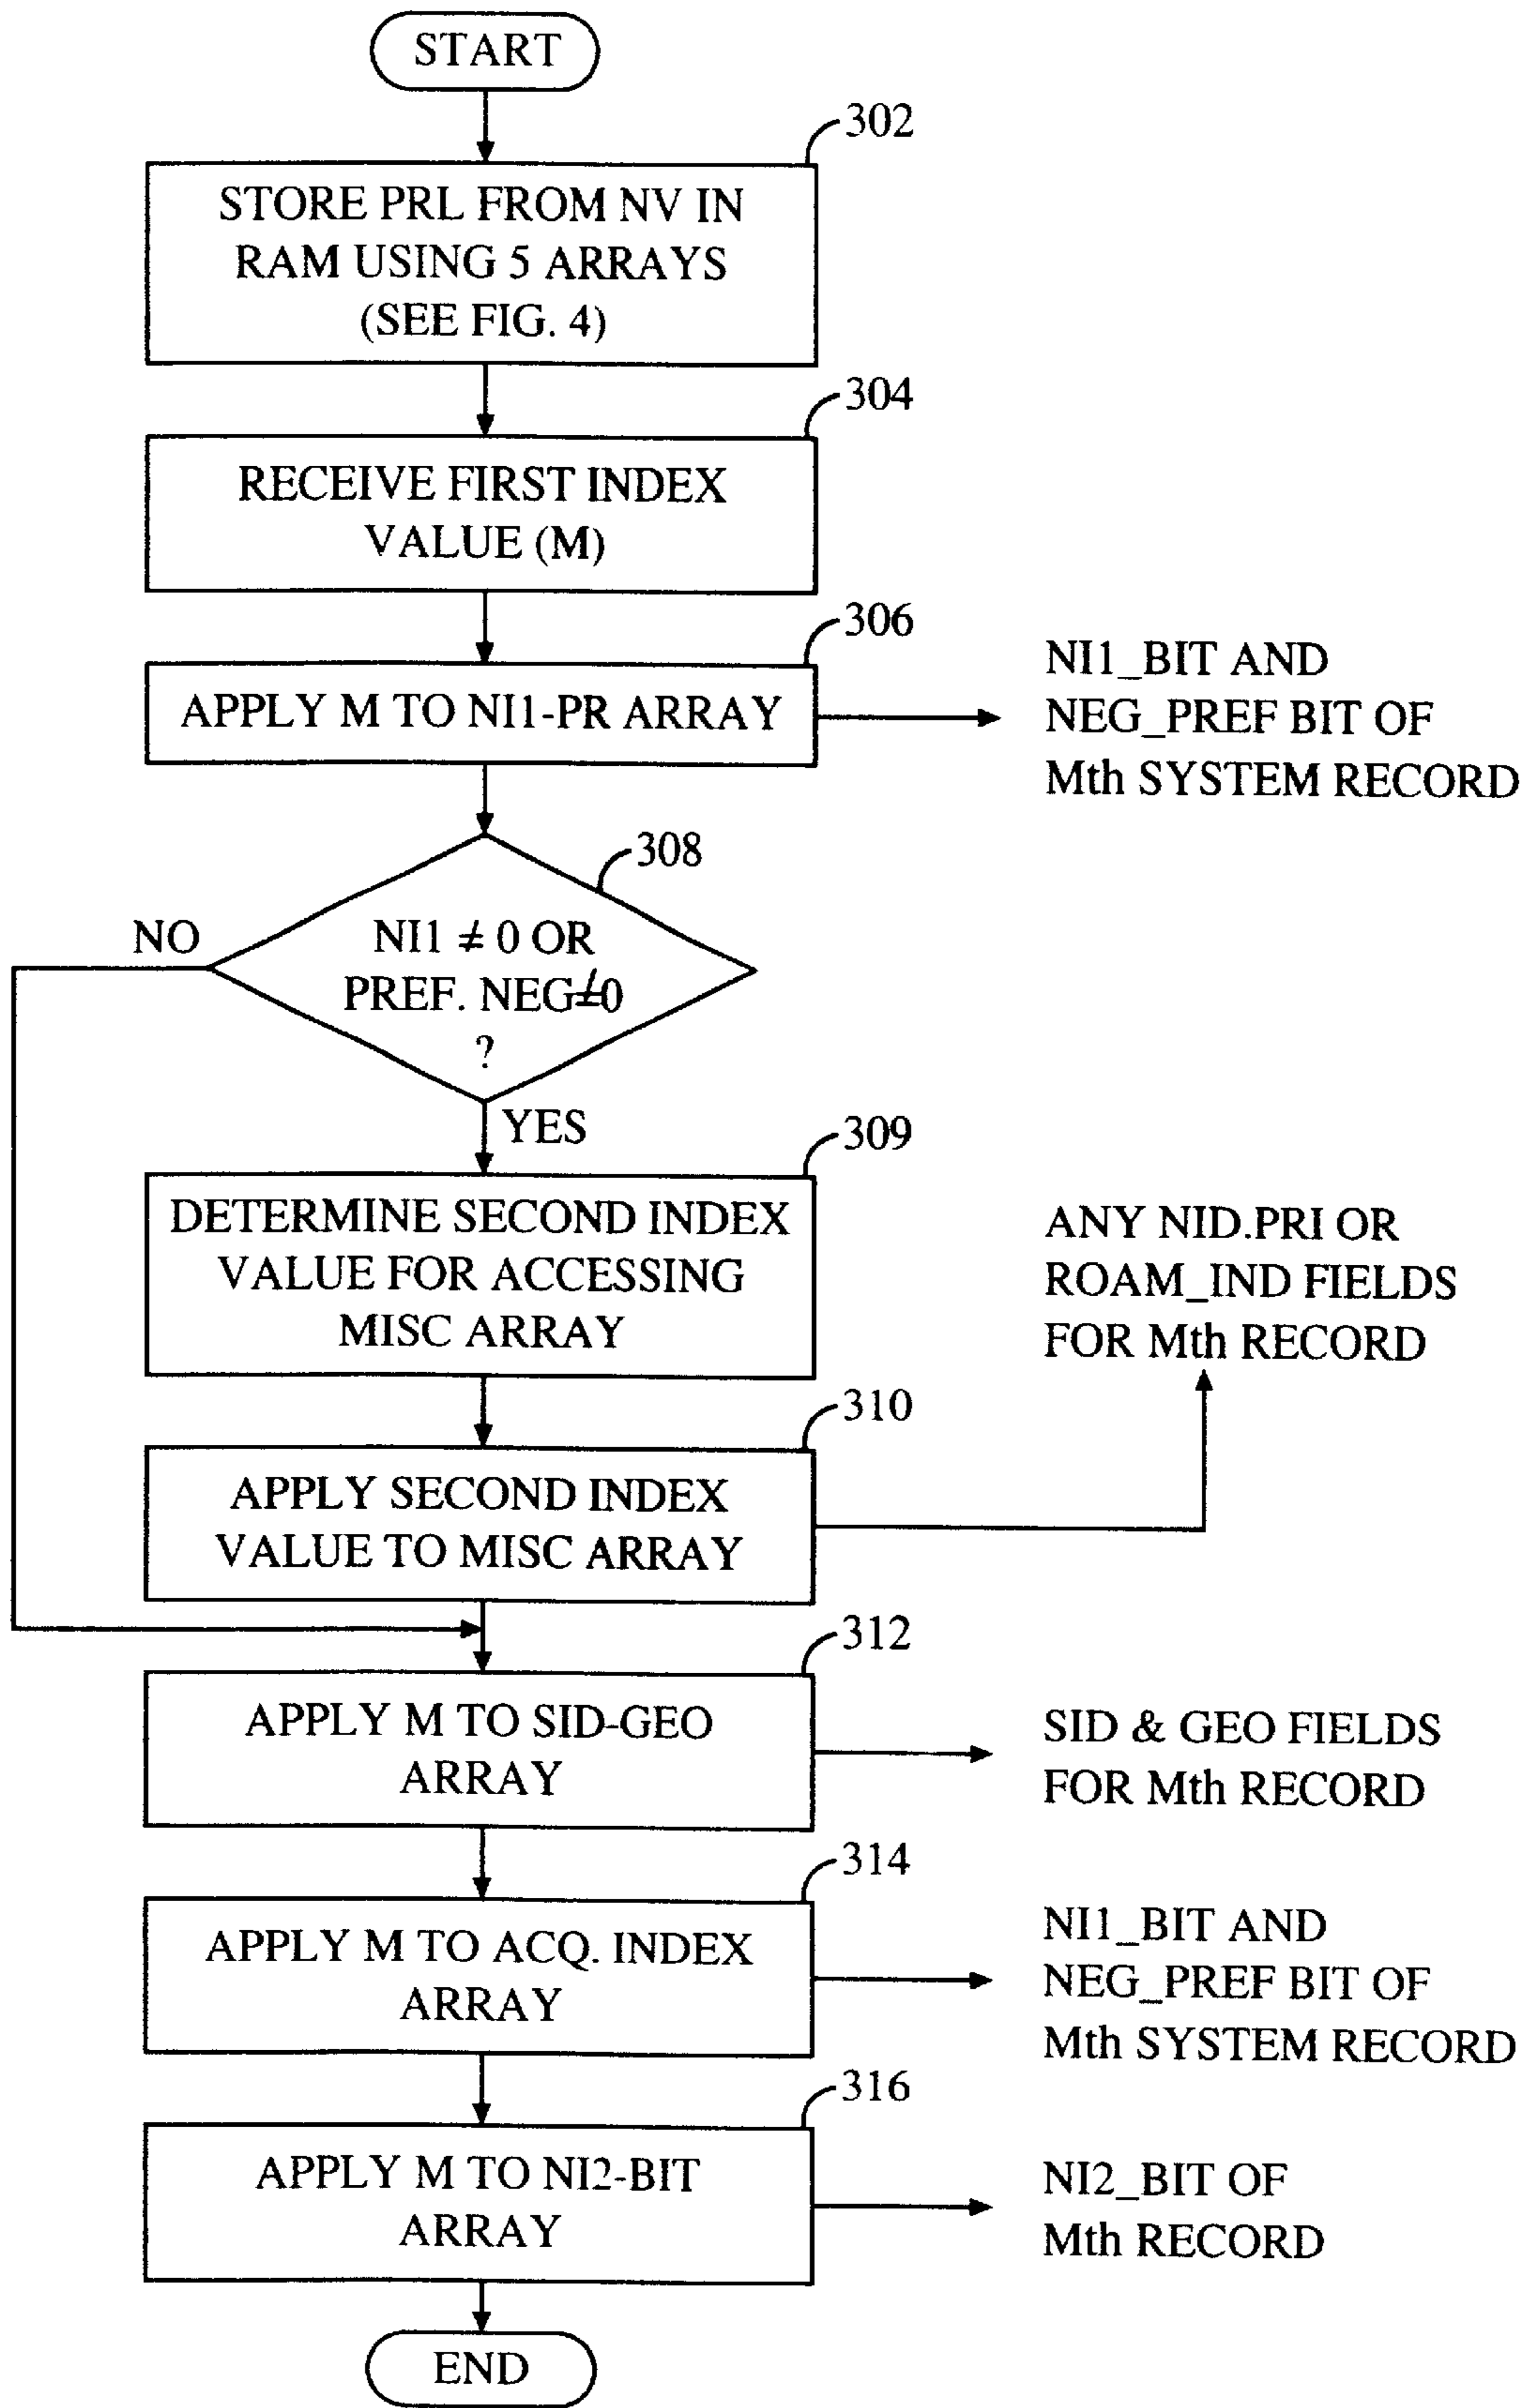 START
302
STORE PRL FROM NV IN
RAM USING 5 ARRAYS
(SEE FIG. 4)
304
RECEIVE FIRST INDEX
VALUE (M)
306
APPLY M TO NI1-PR ARRAY
NI1_BIT AND
NEG_PREF BIT OF
Mth SYSTEM RECORD
308
NO
NI1 ≠ 0 OR
PREF. NEG≠0
?
YES
309
DETERMINE SECOND INDEX
VALUE FOR ACCESSING
MISC ARRAY
ANY NID.PRI OR
ROAM_IND FIELDS
FOR Mth RECORD
310
APPLY SECOND INDEX
VALUE TO MISC ARRAY
312
APPLY M TO SID-GEO
ARRAY
SID & GEO FIELDS
FOR Mth RECORD
314
APPLY M TO ACQ. INDEX
ARRAY
NI1_BIT AND
NEG_PREF BIT OF
Mth SYSTEM RECORD
316
APPLY M TO NI2-BIT
ARRAY
NI2_BIT OF
Mth RECORD
END